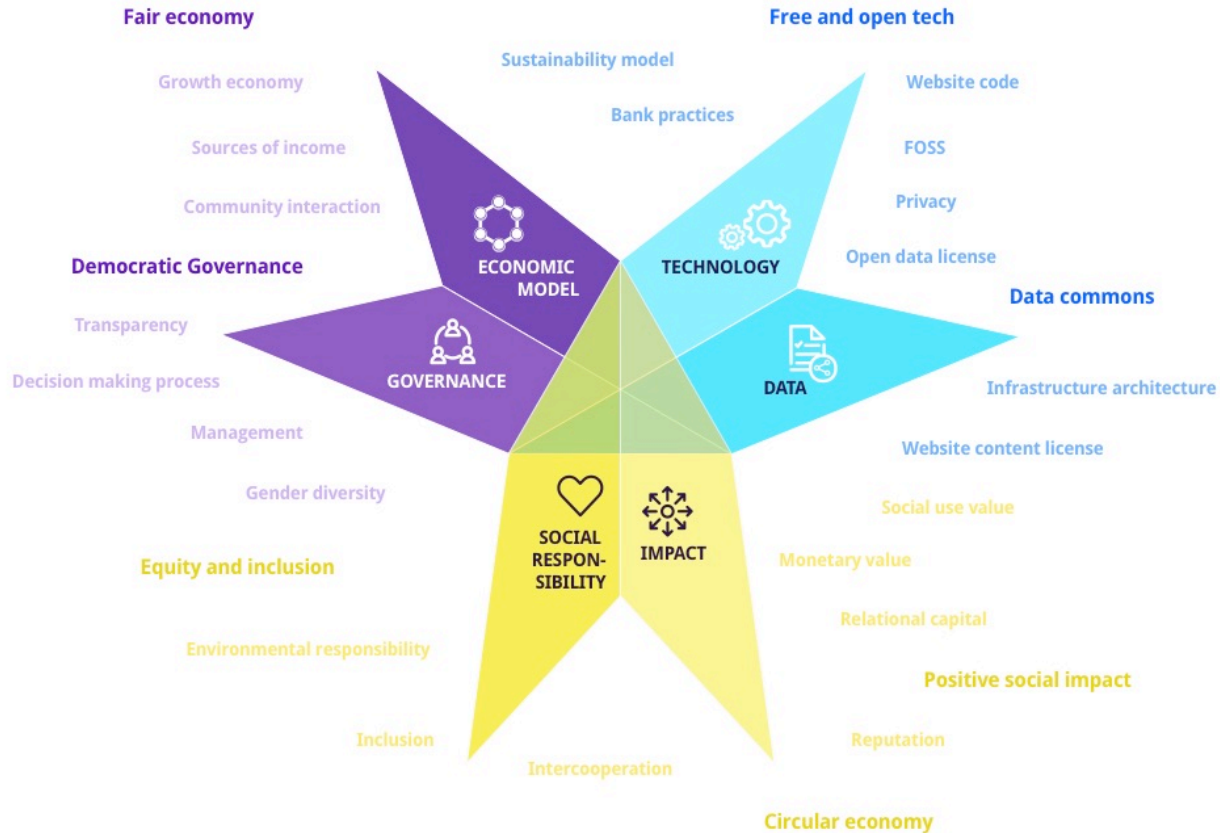 Fair economy
Free and open tech
Sustainability model
Growth economy
Website code
Bank practices
Sources of income
FOSS
Privacy
Community interaction
Open data license
Democratic Governance
ECONOMIC
MODEL
TECHNOLOGY
Data commons
Transparency
Decision making process
GOVERNANCE
DATA
Infrastructure architecture
Management
Website content license
Gender diversity
Social use value
SOCIAL
RESPON-
SIBILITY
IMPACT
Monetary value
Equity and inclusion
Relational capital
Environmental responsibility
Positive social impact
Inclusion
Reputation
Intercooperation
Circular economy